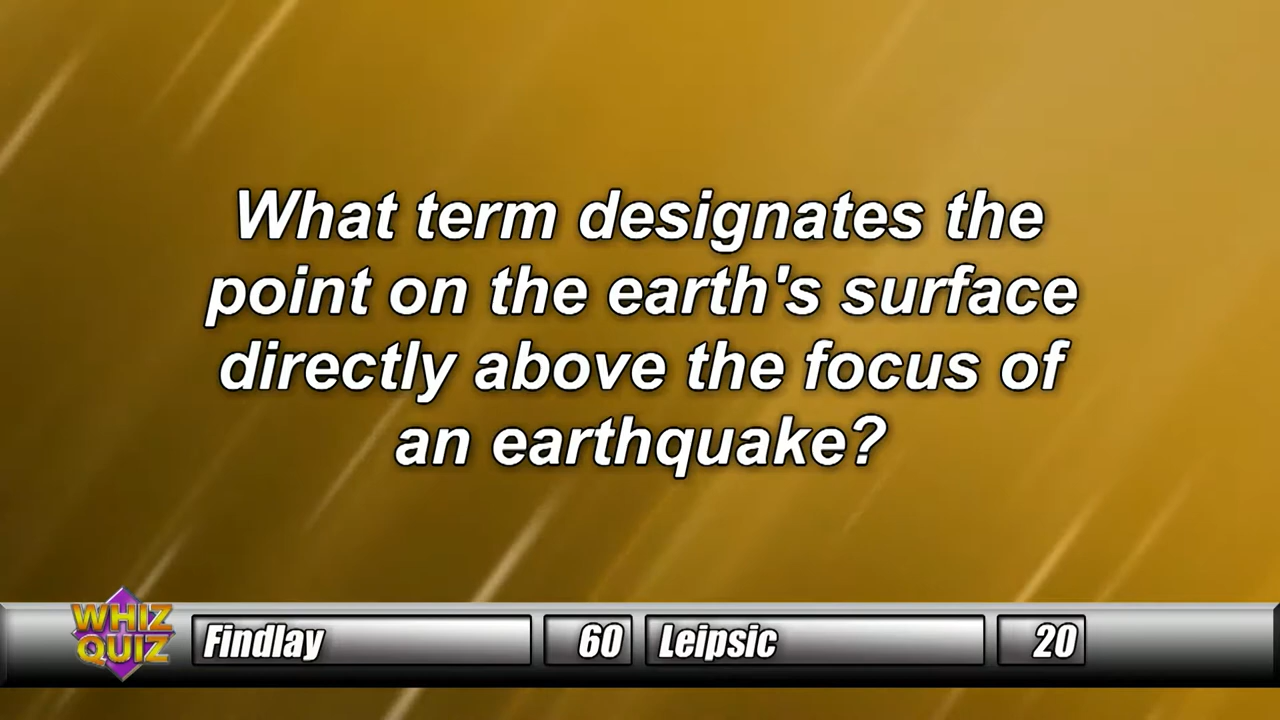 What term designates the
point on the earth's surface
directly above the focus of
an earthquake?
WHIZ
QUIZ
Findlay 60 Leipsic 20